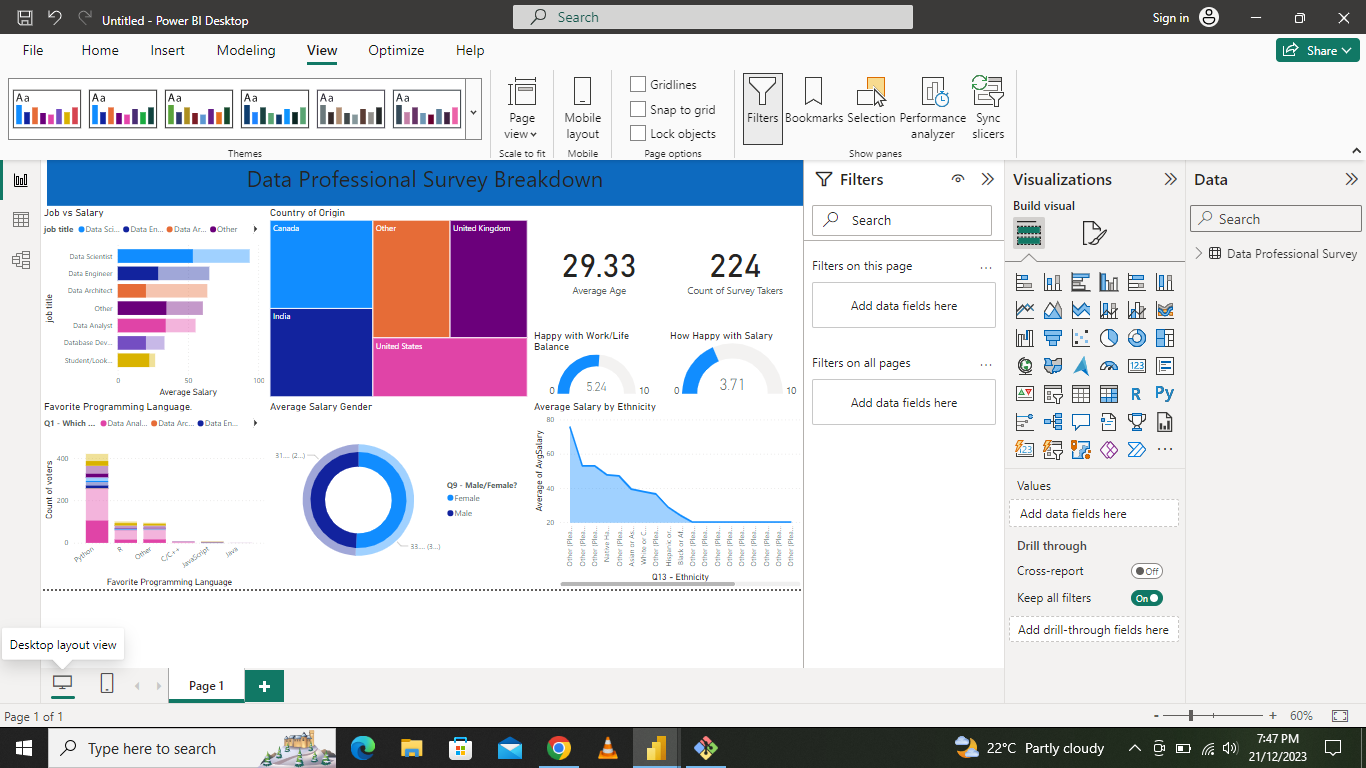 Untitled - Power BI Desktop
Search
Sign in
File
Home
Insert
Modeling
View
Optimize
Help
Share
Aa
Aa
Aa
Aa
Aa
Aa
Page view
Mobile layout
Gridlines
Snap to grid
Lock objects
Filters
Bookmarks
Selection
Performance analyzer
Sync slicers
Themes
Scale to fit
Mobile
Page options
Show panes
Data Professional Survey Breakdown
Job vs Salary
job title
Data Sci...
Data En...
Data Ar...
Other
Data Scientist
Data Engineer
Data Architect
Other
Data Analyst
Database Dev...
Student/Look...
job title
0
50
100
Average Salary
Country of Origin
Canada
Other
United Kingdom
India
United States
29.33
Average Age
224
Count of Survey Takers
Happy with Work/Life
Balance
0
5.24
10
How Happy with Salary
0
3.71
10
Favorite Programming Language.
Q1 - Which ...
Data Anal...
Data Arc...
Data En...
Count of voters
400
200
0
Python
R
Other
C/C++
JavaScript
Java
Favorite Programming Language
Average Salary Gender
31.... (2...)
33.... (3...)
Q9 - Male/Female?
Female
Male
Average Salary by Ethnicity
Average of AvgSalary
80
60
40
20
Other (Plea..
Other (Plea..
Other (Plea..
Native Ha..
Other (Plea..
Asian or As..
White or C..
Other (Plea..
Hispanic or..
Black or Af..
Other (Plea..
Other (Plea..
Other (Plea..
Other (Plea..
Other (Plea..
Other (Plea..
Other (Plea..
Other (Plea..
Other (Plea..
Q13 - Ethnicity
Filters
Search
Filters on this page
...
Add data fields here
Filters on all pages
...
Add data fields here
Visualizations
Build visual
123
R
Py
123
...
Values
Add data fields here
Drill through
Cross-report
Off
Keep all filters
On
Add drill-through fields here
Data
Search
Data Professional Survey
Desktop layout view
Page 1
+
Page 1 of 1
-
+
60%
Type here to search
22°C Partly cloudy
7:47 PM
21/12/2023